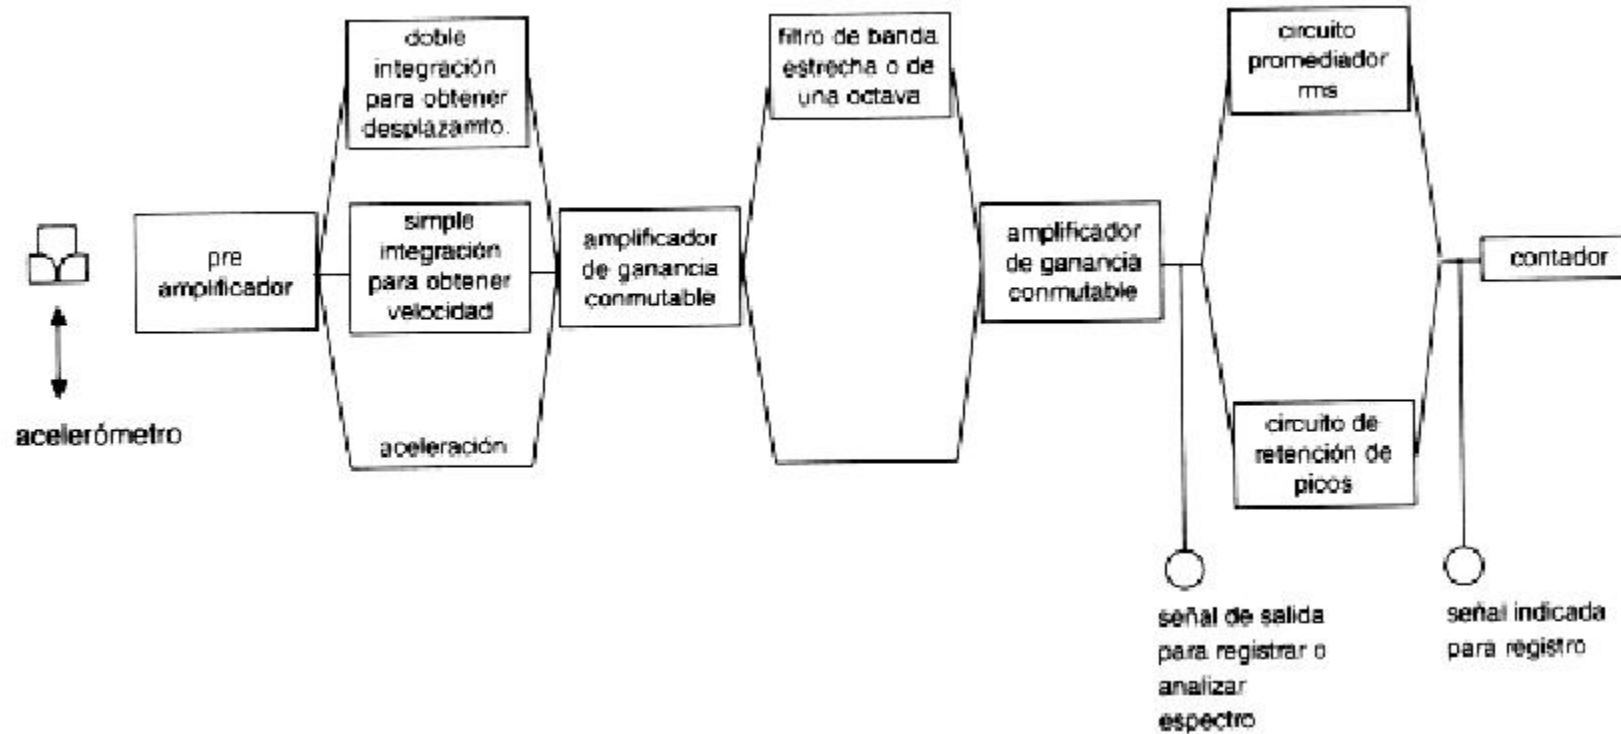 acelerómetro
pre
amplificador
doble
integración
para obtener
desplazamto.
simple
integración
para obtener
velocidad
aceleración
amplificador
de ganancia
conmutable
filtro de banda
estrecha o de
una octava
amplificador
de ganancia
conmutable
señal de salida
para registrar o
analizar
espectro
circuito
promediador
rms
circuito de
retención de
picos
señal indicada
para registro
contador